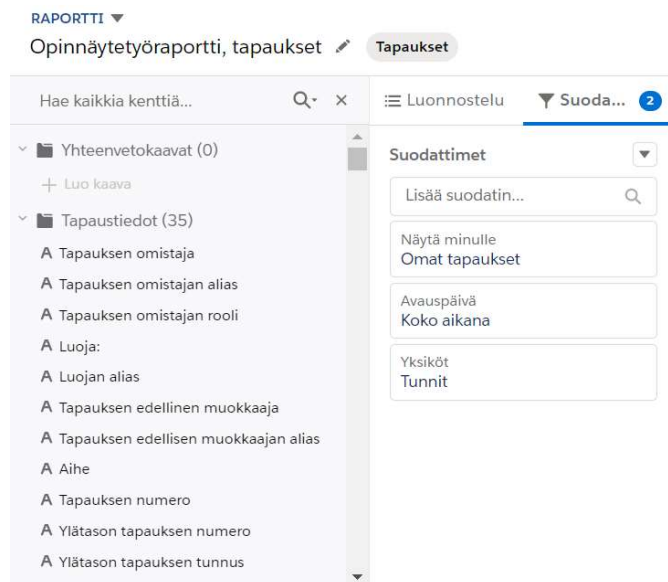 RAPORTTI
Opinnäytetyöraportti, tapaukset
Tapaukset
Hae kaikkia kenttiä...
Yhteenvetokaavat (0)
Luo kaava
Tapaustiedot (35)
A Tapauksen omistaja
A Tapauksen omistajan alias
A Tapauksen omistajan rooli
A Luoja:
A Luojan alias
A Tapauksen edellinen muokkaaja
A Tapauksen edellisen muokkaajan alias
A Aihe
A Tapauksen numero
A Ylätason tapauksen numero
A Ylätason tapauksen tunnus
Luonnostelu
Suoda... 2
Suodattimet
Lisää suodatin...
Näytä minulle
Omat tapaukset
Avauspäivä
Koko aikana
Yksiköt
Tunnit